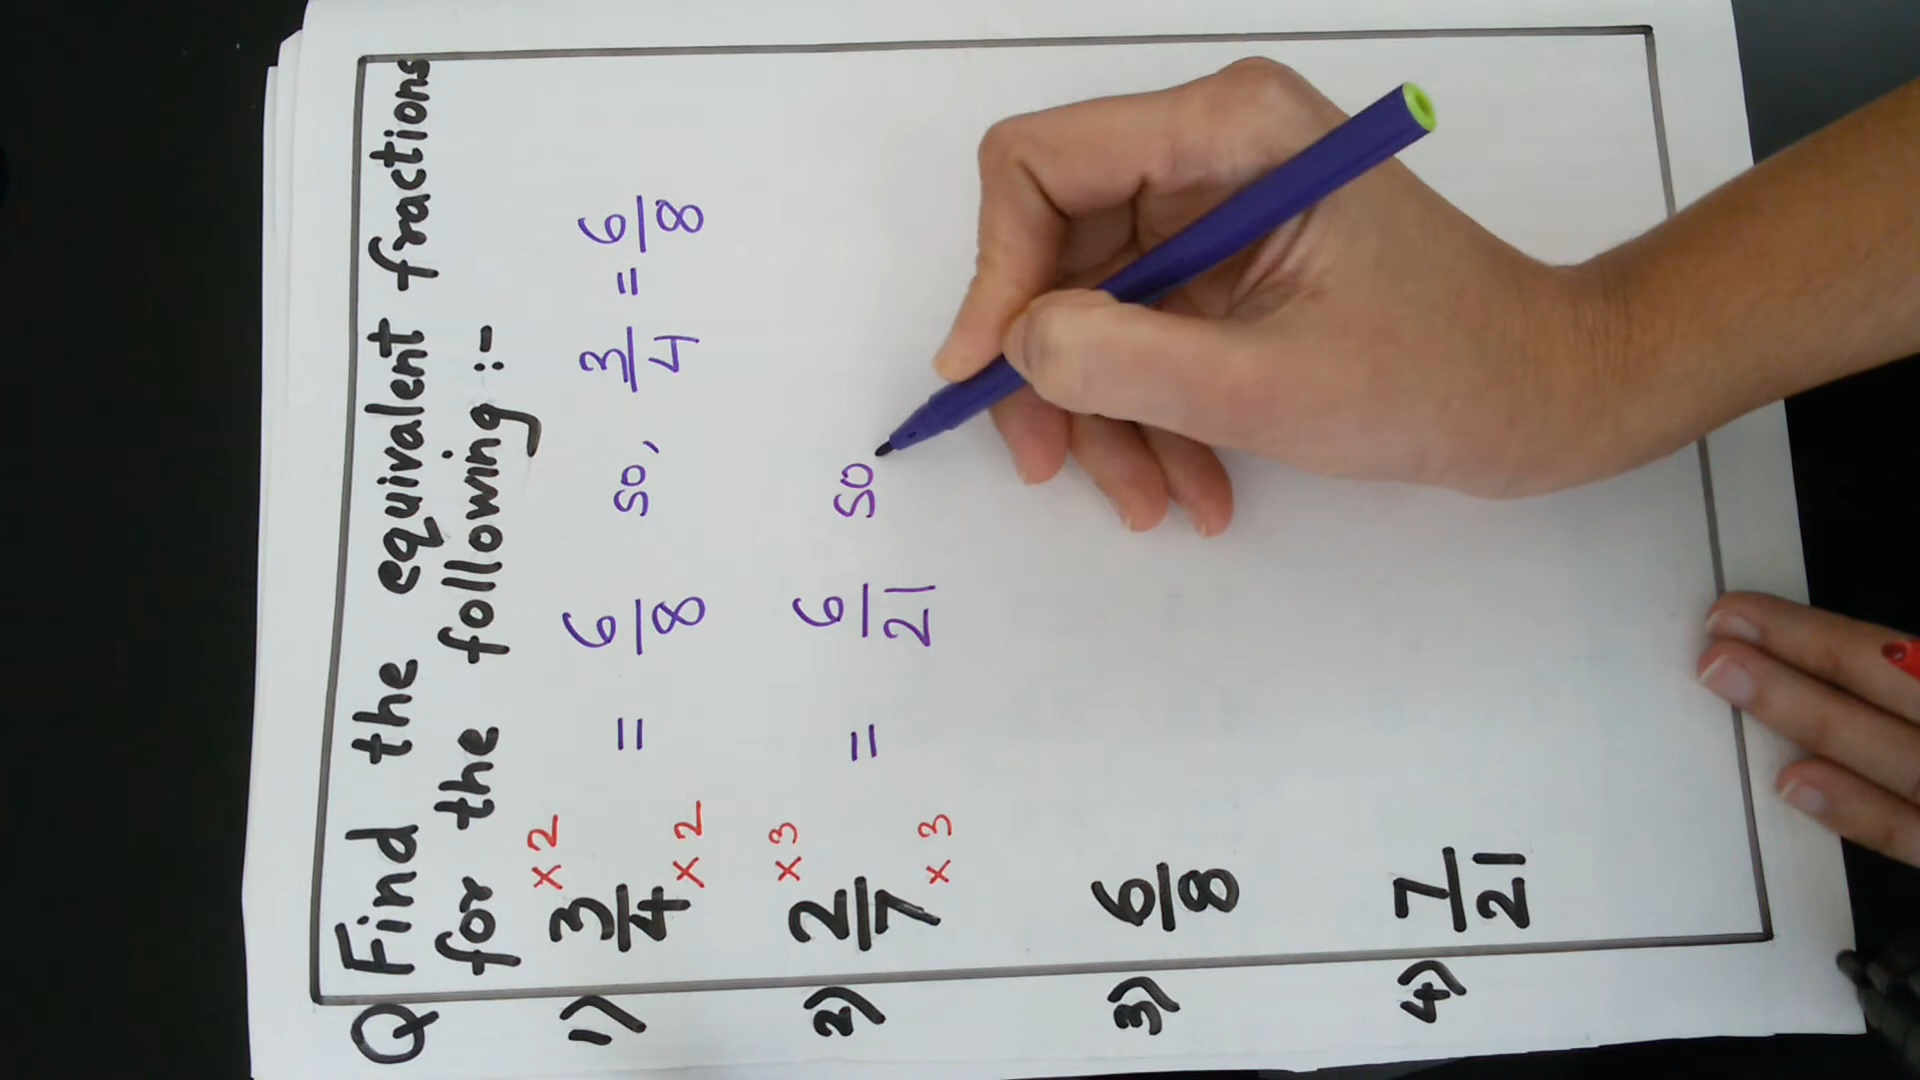 Q Find the equivalent fractions
for the following :-
1) 3/4 ×2 ×2 = 6/8 so, 3/4 = 6/8
2) 2/7 ×3 ×3 = 6/21 so
3) 6/8
4) 7/21